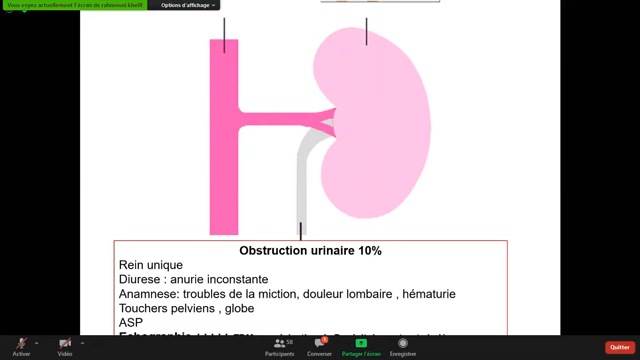 Vous voyez actuellement l'écran de rahmouni khelil
Options d'affichage
Obstruction urinaire 10%
Rein unique
Diurese : anurie inconstante
Anamnese: troubles de la miction, douleur lombaire , hématurie
Touchers pelviens , globe
ASP
Activer
Vidéo
58
Participants
Converser
Partager l'écran
Enregistrer
Quitter